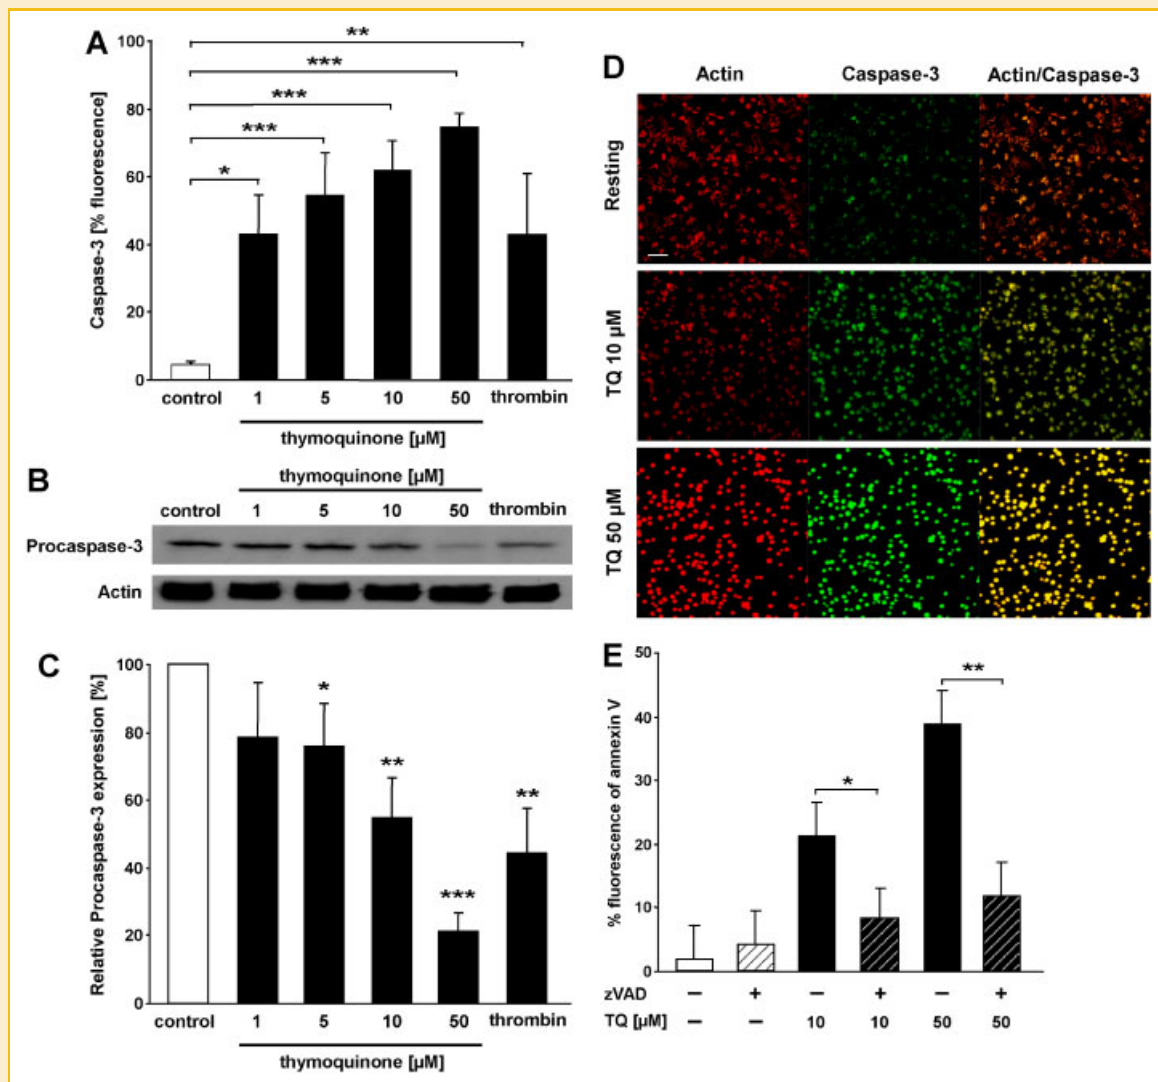 A
Caspase-3 [% fluorescence]
100
80
60
40
20
0
**
***
***
***
*
control 1 5 10 50 thrombin
thymoquinone [µM]
B
thymoquinone [µM]
control 1 5 10 50 thrombin
Procaspase-3
Actin
C
Relative Procaspase-3 expression [%]
100
80
60
40
20
0
*
**
***
**
control 1 5 10 50 thrombin
thymoquinone [µM]
D
Actin Caspase-3 Actin/Caspase-3
Resting
TQ 10 µM
TQ 50 µM
E
% fluorescence of annexin V
50
40
30
20
10
0
*
**
zVAD – + – + – +
TQ [µM] – – 10 10 50 50